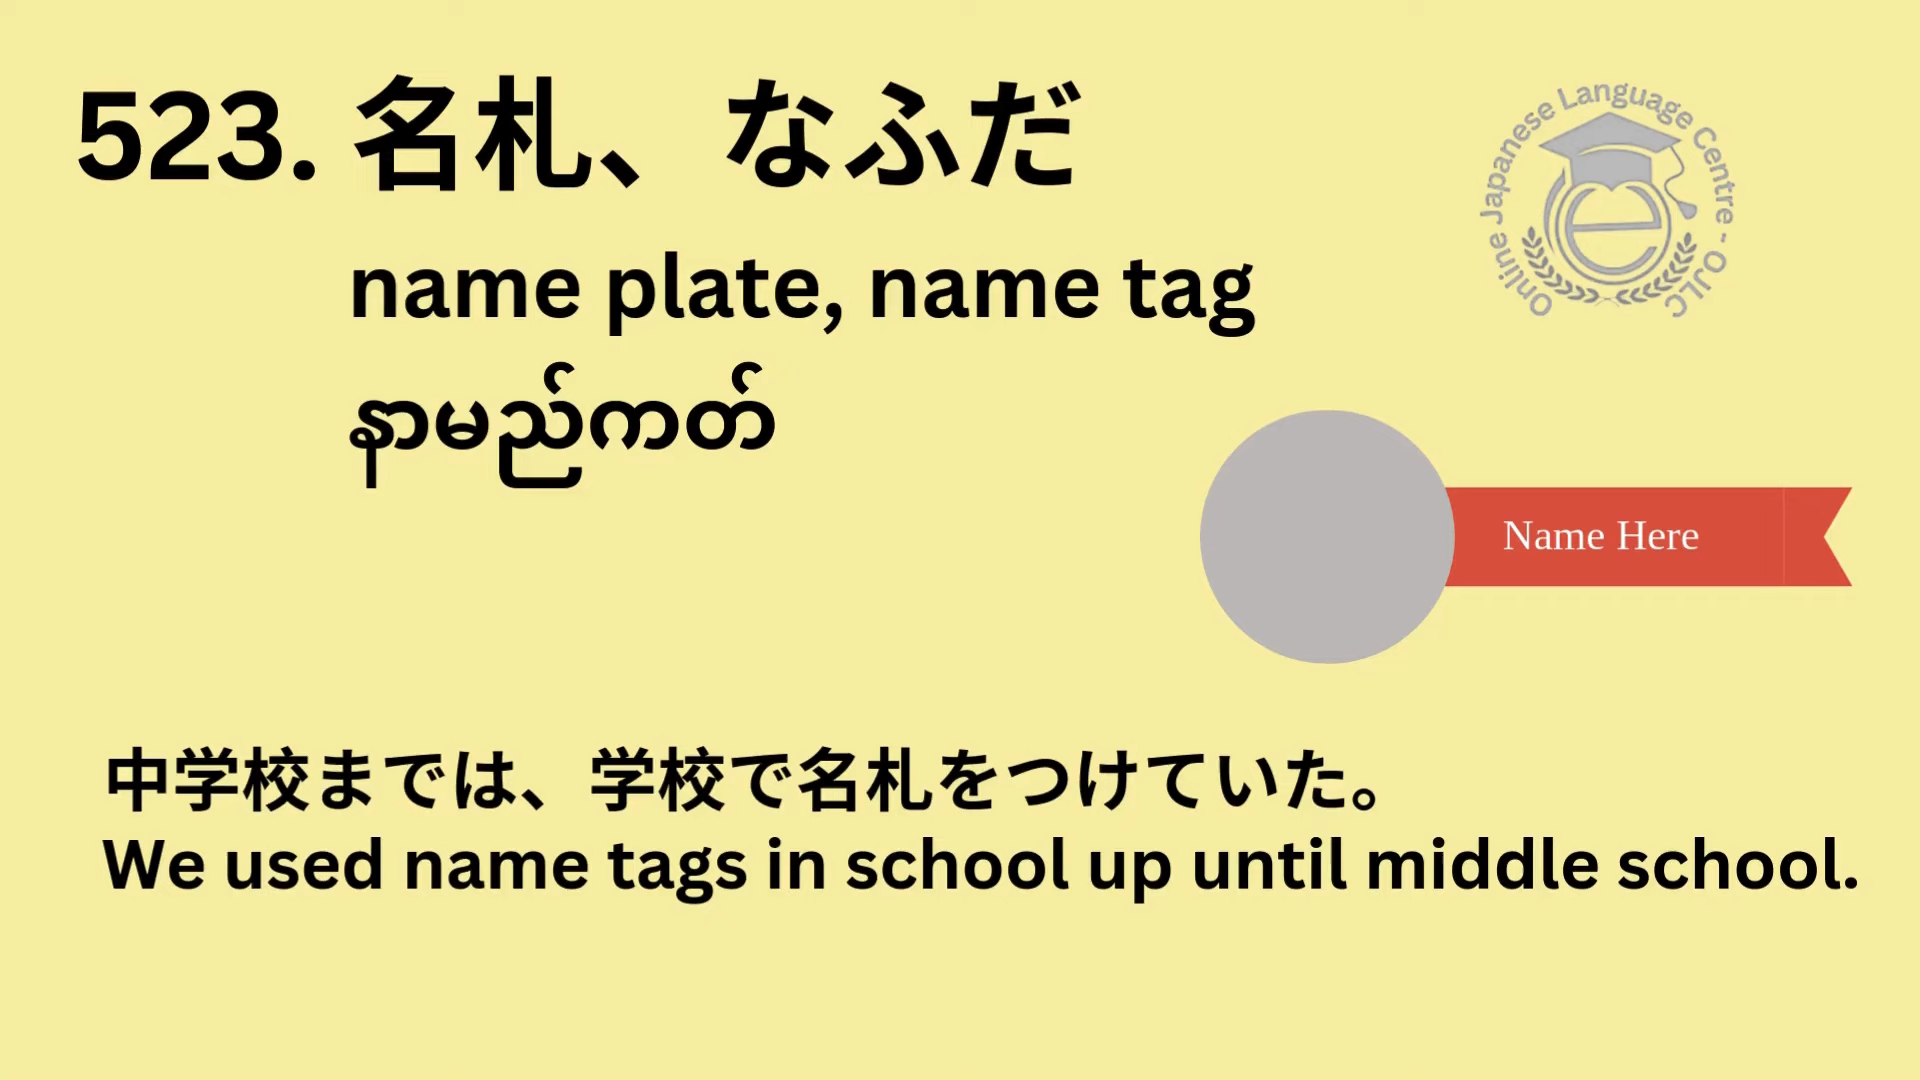 523. 名札、なふだ
name plate, name tag
နာမည်ကတ်
Online Japanese Language Centre - OJLC
e
Name Here
中学校までは、学校で名札をつけていた。
We used name tags in school up until middle school.